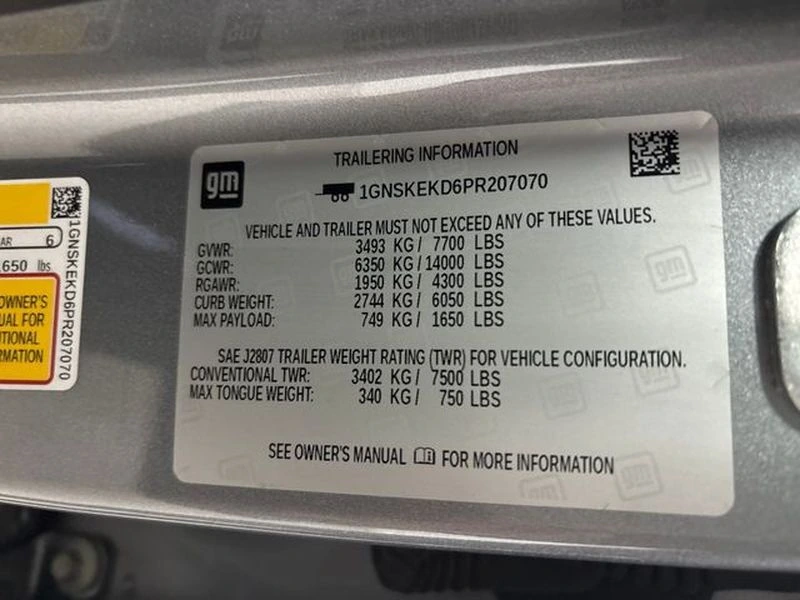 gm
TRAILERING INFORMATION
1GNSKEKD6PR207070
VEHICLE AND TRAILER MUST NOT EXCEED ANY OF THESE VALUES.
GVWR: 3493 KG / 7700 LBS
GCWR: 6350 KG / 14000 LBS
RGAWR: 1950 KG / 4300 LBS
CURB WEIGHT: 2744 KG / 6050 LBS
MAX PAYLOAD: 749 KG / 1650 LBS
SAE J2807 TRAILER WEIGHT RATING (TWR) FOR VEHICLE CONFIGURATION.
CONVENTIONAL TWR: 3402 KG / 7500 LBS
MAX TONGUE WEIGHT: 340 KG / 750 LBS
SEE OWNER'S MANUAL FOR MORE INFORMATION
AR 6
1650 lbs
OWNER'S
UAL FOR
ITIONAL
RMATION
1GNSKEKD6PR207070